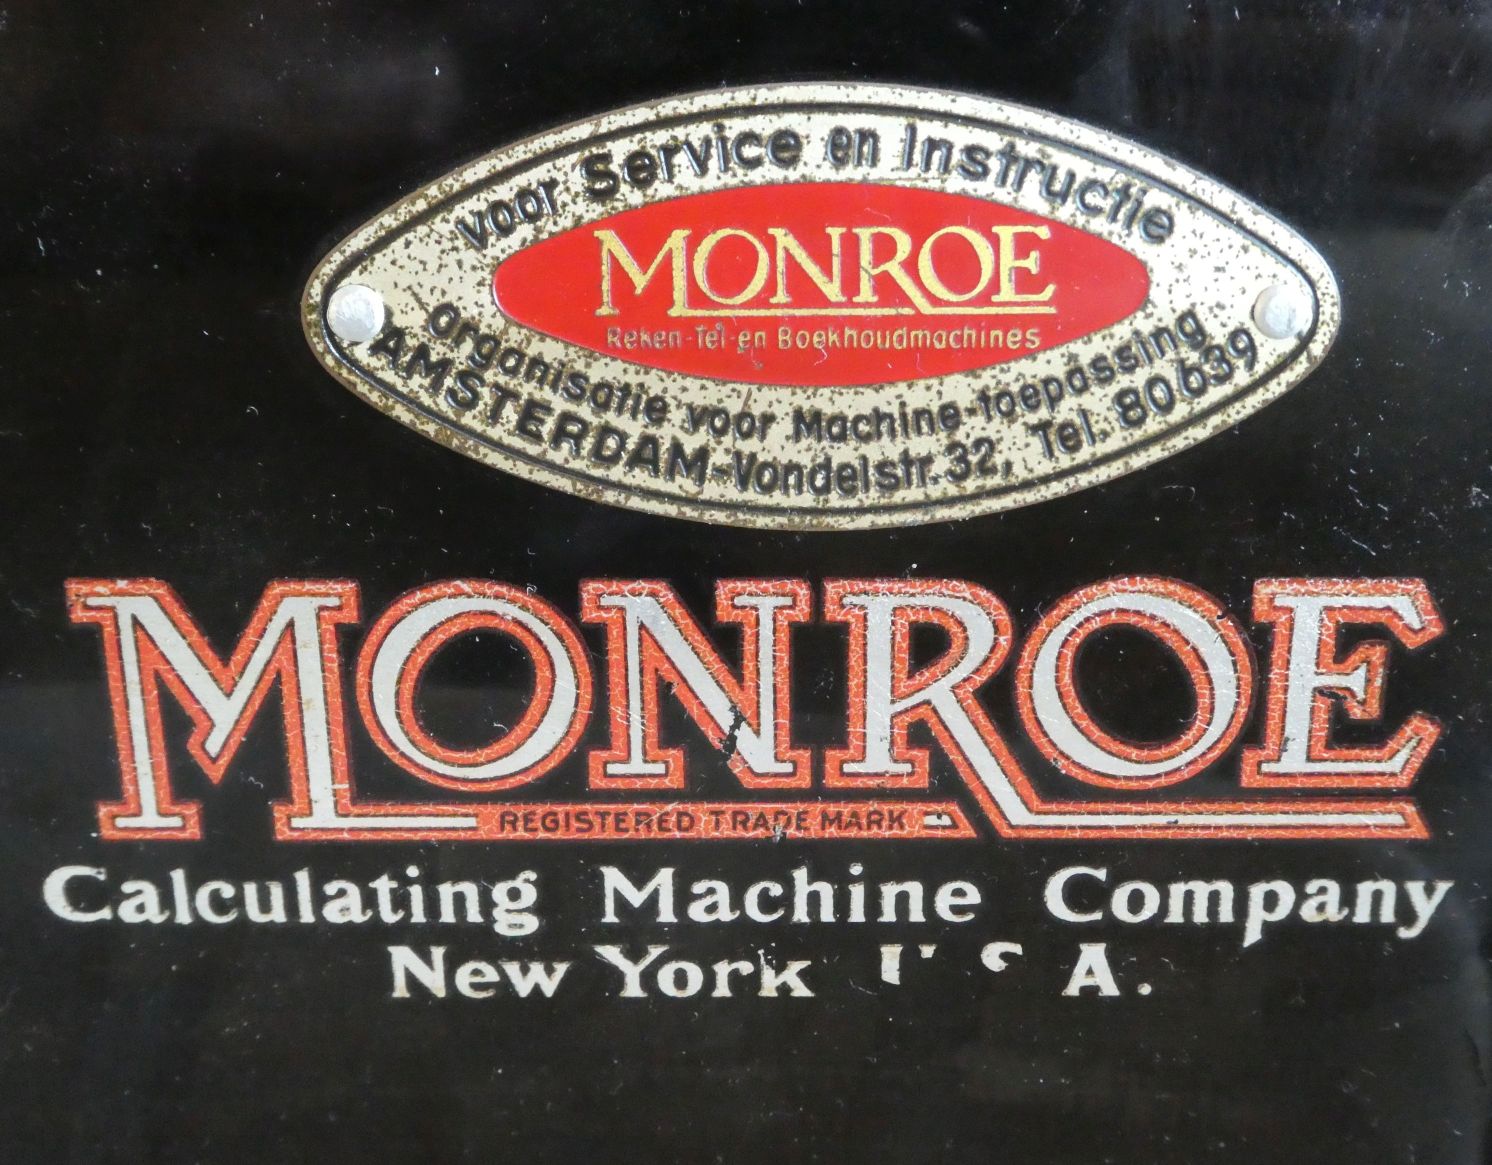 voor Service en Instructie
MONROE
Reken-Tel-en Boekhoudmachines
organisatie voor Machine-toepassing
AMSTERDAM-Vondelstr. 32, Tel. 80639
MONROE
REGISTERED TRADE MARK
Calculating Machine Company
New York U.S.A.